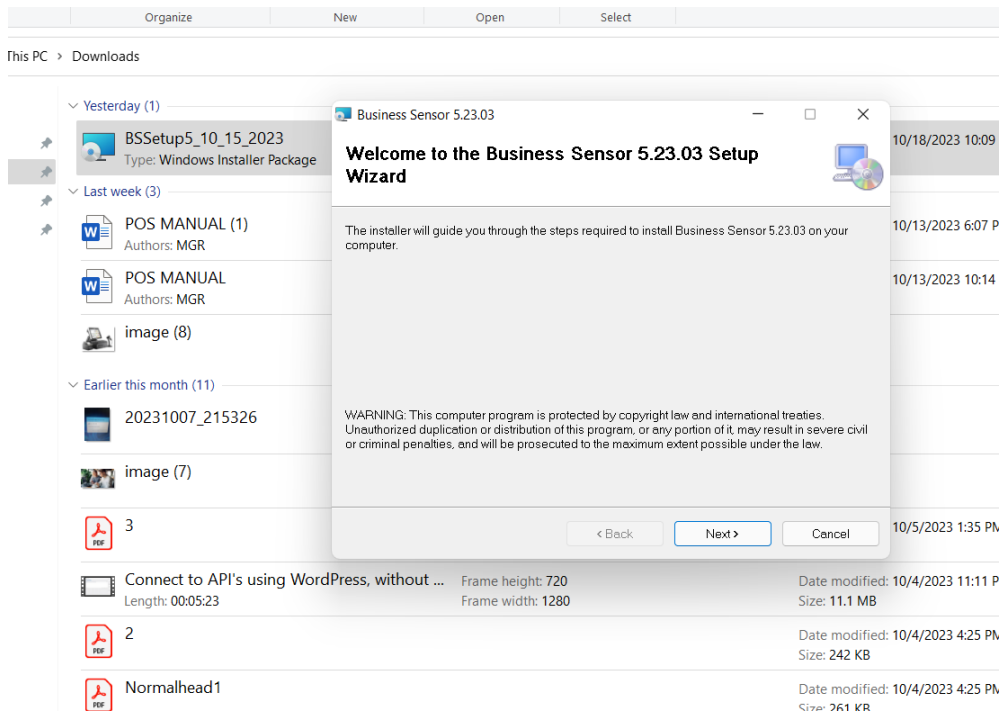 Organize New Open Select
This PC > Downloads
Yesterday (1)
BSSetup5_10_15_2023
Type: Windows Installer Package
10/18/2023 10:09
Last week (3)
POS MANUAL (1)
Authors: MGR
10/13/2023 6:07 P
POS MANUAL
Authors: MGR
10/13/2023 10:14
image (8)
Earlier this month (11)
20231007_215326
image (7)
3
10/5/2023 1:35 PM
Connect to API's using WordPress, without ...
Length: 00:05:23
Frame height: 720
Frame width: 1280
Date modified: 10/4/2023 11:11 P
Size: 11.1 MB
2
Date modified: 10/4/2023 4:25 PM
Size: 242 KB
Normalhead1
Date modified: 10/4/2023 4:25 PM
Size: 261 KB
PDF
PDF
PDF
Business Sensor 5.23.03
Welcome to the Business Sensor 5.23.03 Setup
Wizard
The installer will guide you through the steps required to install Business Sensor 5.23.03 on your
computer.
WARNING: This computer program is protected by copyright law and international treaties.
Unauthorized duplication or distribution of this program, or any portion of it, may result in severe civil
or criminal penalties, and will be prosecuted to the maximum extent possible under the law.
< Back Next > Cancel